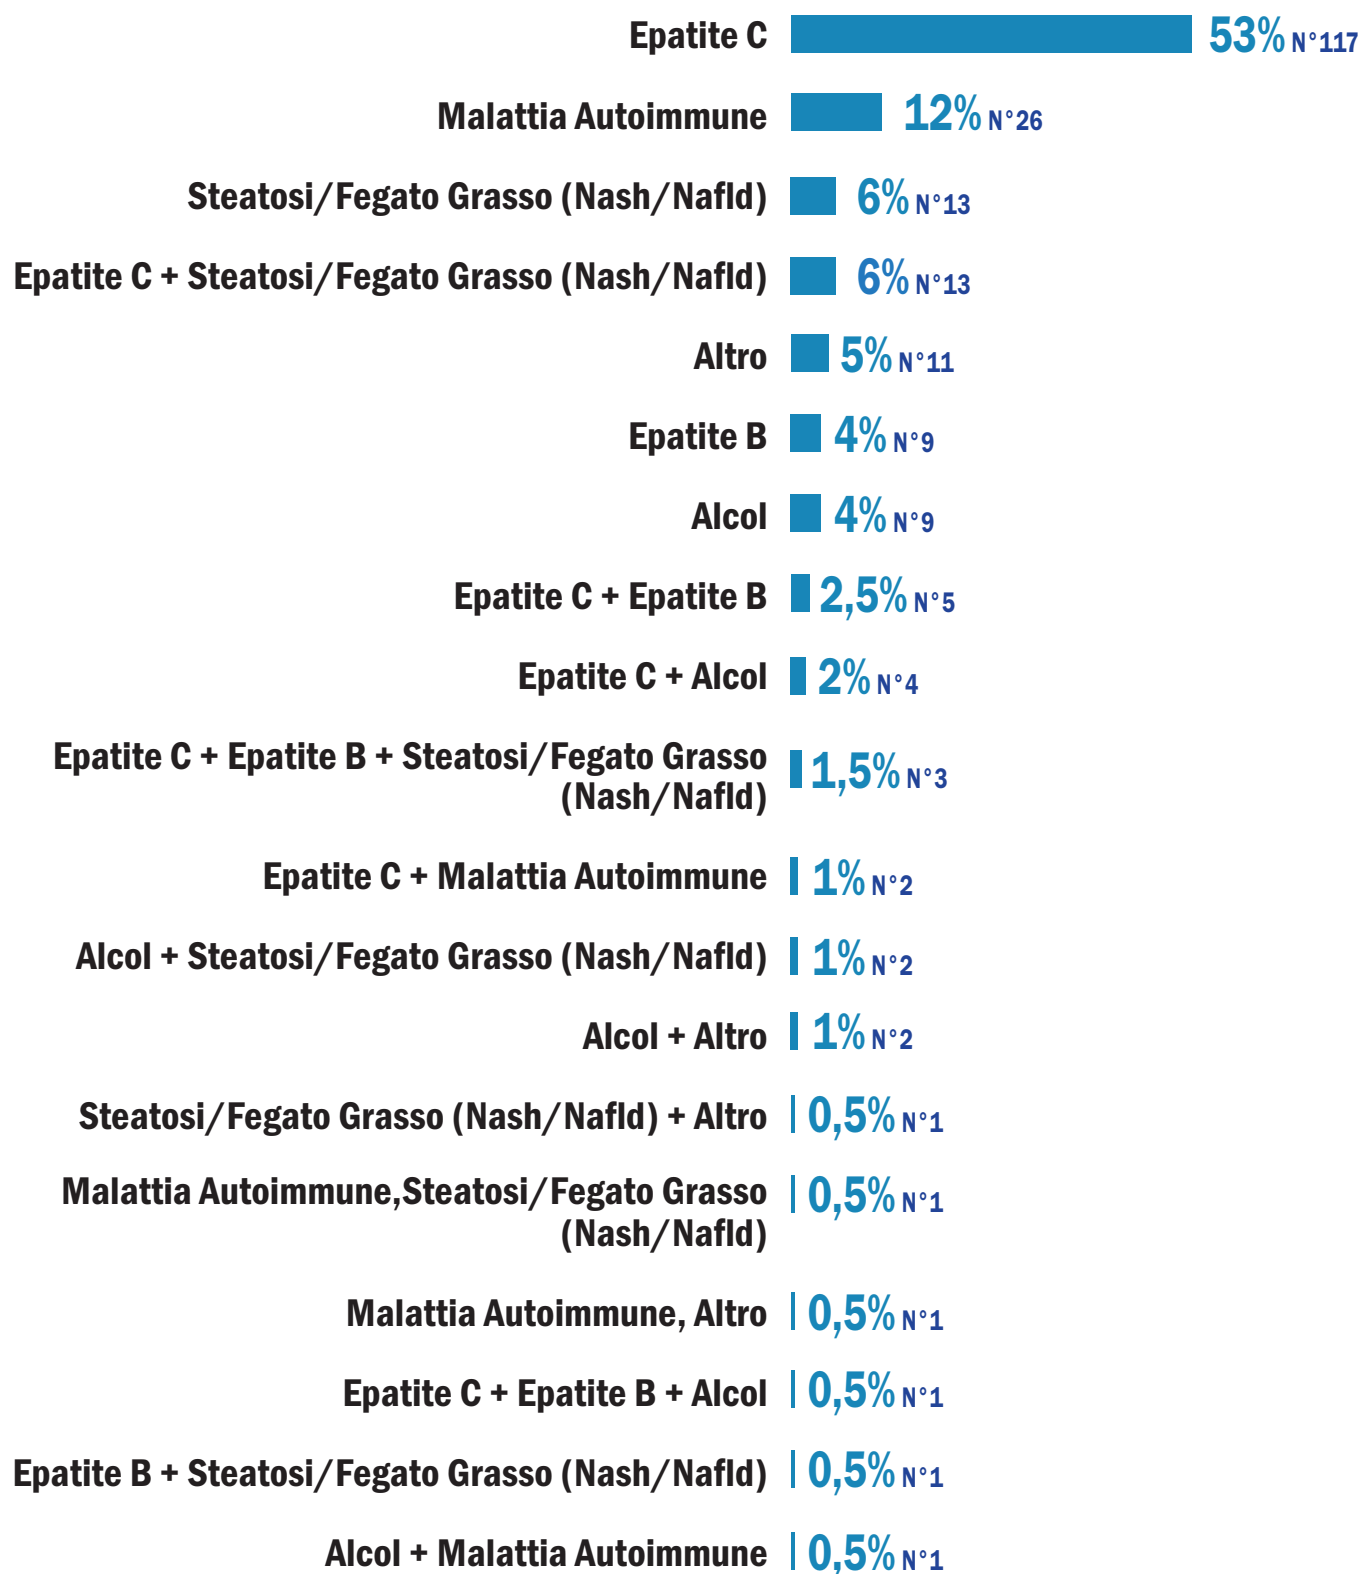 Epatite C 53% N°117
Malattia Autoimmune 12% N°26
Steatosi/Fegato Grasso (Nash/Nafld) 6% N°13
Epatite C + Steatosi/Fegato Grasso (Nash/Nafld) 6% N°13
Altro 5% N°11
Epatite B 4% N°9
Alcol 4% N°9
Epatite C + Epatite B 2,5% N°5
Epatite C + Alcol 2% N°4
Epatite C + Epatite B + Steatosi/Fegato Grasso
(Nash/Nafld) 1,5% N°3
Epatite C + Malattia Autoimmune 1% N°2
Alcol + Steatosi/Fegato Grasso (Nash/Nafld) 1% N°2
Alcol + Altro 1% N°2
Steatosi/Fegato Grasso (Nash/Nafld) + Altro 0,5% N°1
Malattia Autoimmune,Steatosi/Fegato Grasso
(Nash/Nafld) 0,5% N°1
Malattia Autoimmune, Altro 0,5% N°1
Epatite C + Epatite B + Alcol 0,5% N°1
Epatite B + Steatosi/Fegato Grasso (Nash/Nafld) 0,5% N°1
Alcol + Malattia Autoimmune 0,5% N°1